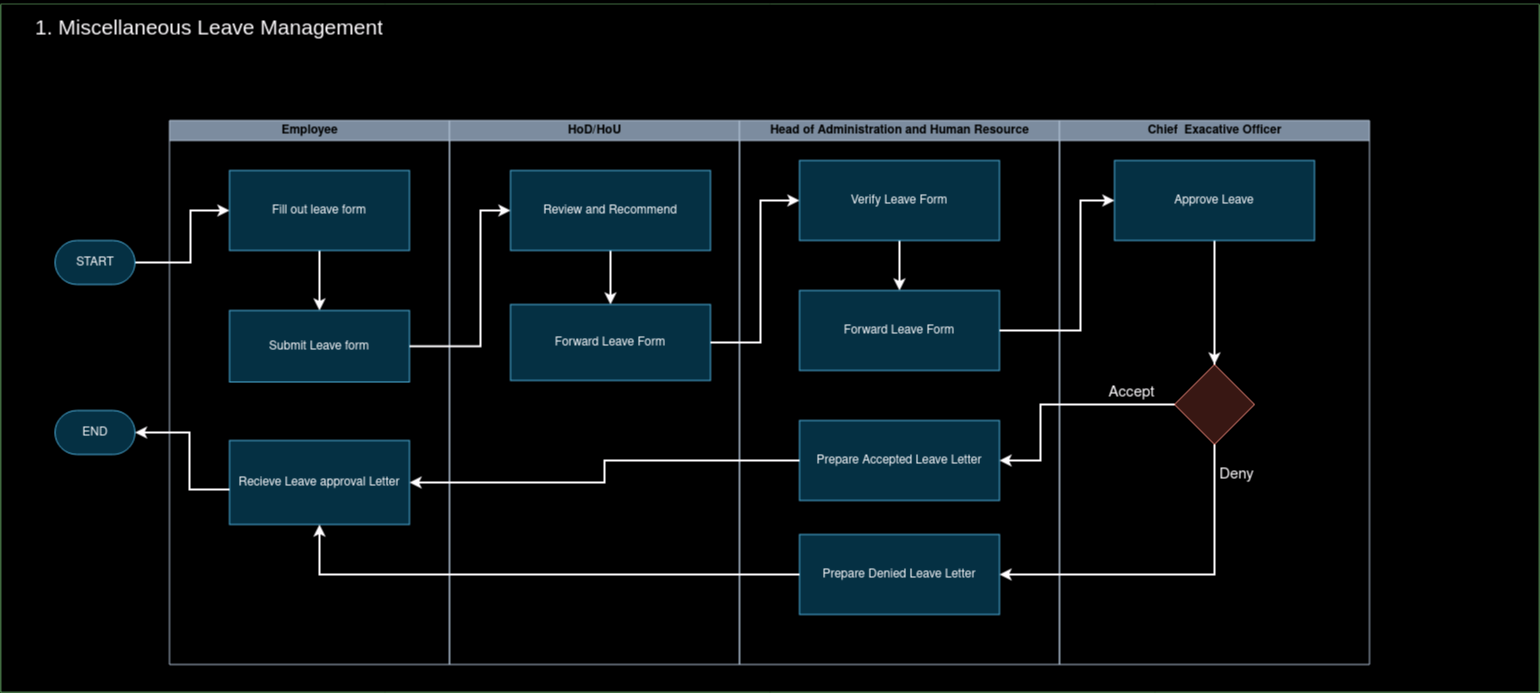 1. Miscellaneous Leave Management
Employee
HoD/HoU
Head of Administration and Human Resource
Chief Exacative Officer
START
Fill out leave form
Submit Leave form
Review and Recommend
Forward Leave Form
Verify Leave Form
Forward Leave Form
Approve Leave
Accept
Deny
Prepare Accepted Leave Letter
Prepare Denied Leave Letter
Recieve Leave approval Letter
END